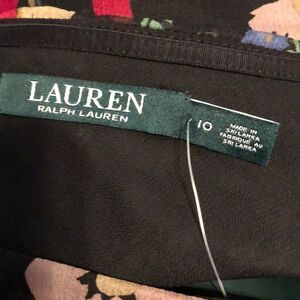 LAUREN
RALPH LAUREN
10
MADE IN
SRI LANKA
FABRIQUÉ AU
SRI LANKA